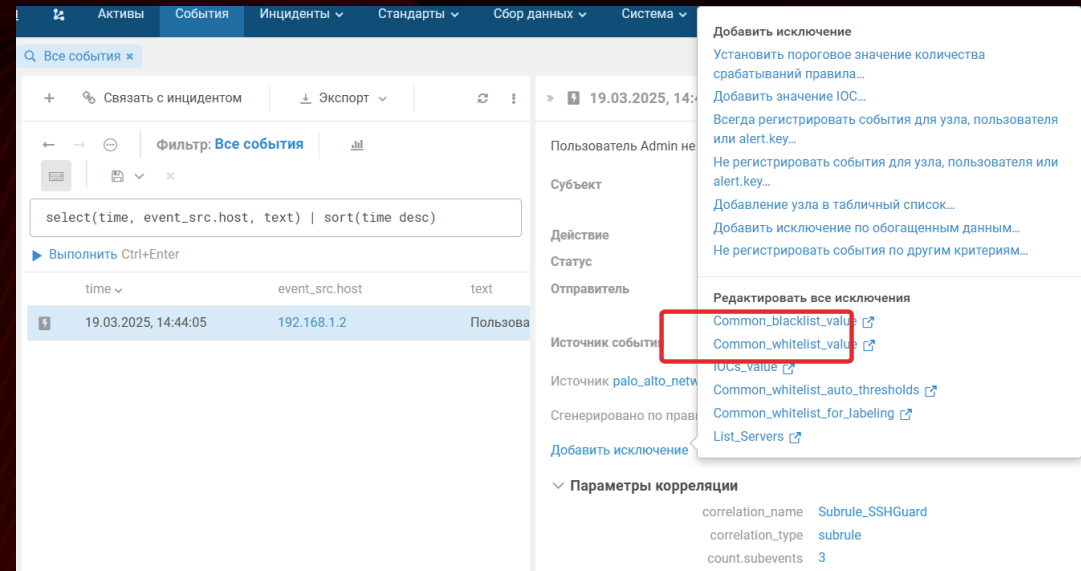 Активы События Инциденты Стандарты Сбор данных Система
Все события ×
Связать с инцидентом Экспорт
Фильтр: Все события
select(time, event_src.host, text) | sort(time desc)
Выполнить Ctrl+Enter
time event_src.host text
19.03.2025, 14:44:05 192.168.1.2 Пользова
19.03.2025, 14:4
Пользователь Admin не
Субъект
Действие
Статус
Отправитель
Источник события
Источник palo_alto_netw
Сгенерировано по прави
Добавить исключение
Параметры корреляции
correlation_name Subrule_SSHGuard
correlation_type subrule
count.subevents 3
Добавить исключение
Установить пороговое значение количества
срабатываний правила...
Добавить значение IOC...
Всегда регистрировать события для узла, пользователя
или alert.key...
Не регистрировать события для узла, пользователя или
alert.key...
Добавление узла в табличный список...
Добавить исключение по обогащенным данным...
Не регистрировать события по другим критериям...
Редактировать все исключения
Common_blacklist_value
Common_whitelist_value
IOCs_value
Common_whitelist_auto_thresholds
Common_whitelist_for_labeling
List_Servers